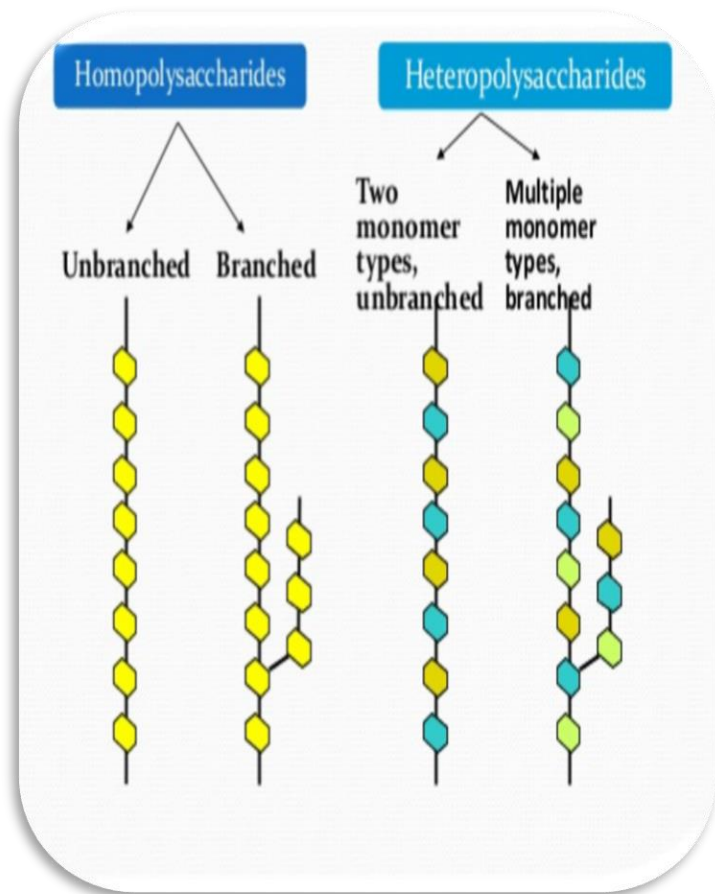 Homopolysaccharides
Heteropolysaccharides
Unbranched
Branched
Two
monomer
types,
unbranched
Multiple
monomer
types,
branched